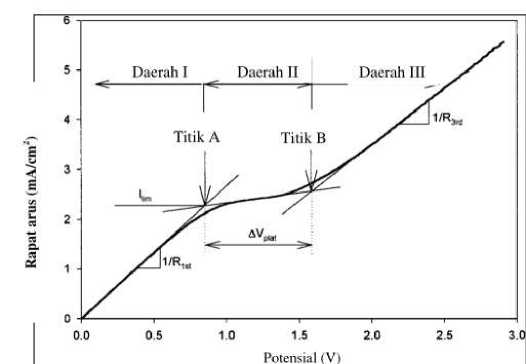 6
5
4
3
2
1
0
Rapat arus (mA/cm²)
Daerah I
Daerah II
Daerah III
Titik A
Titik B
1/R3rd
Ilim
ΔVplat
1/R1st
0.0 0.5 1.0 1.5 2.0 2.5 3.0
Potensial (V)